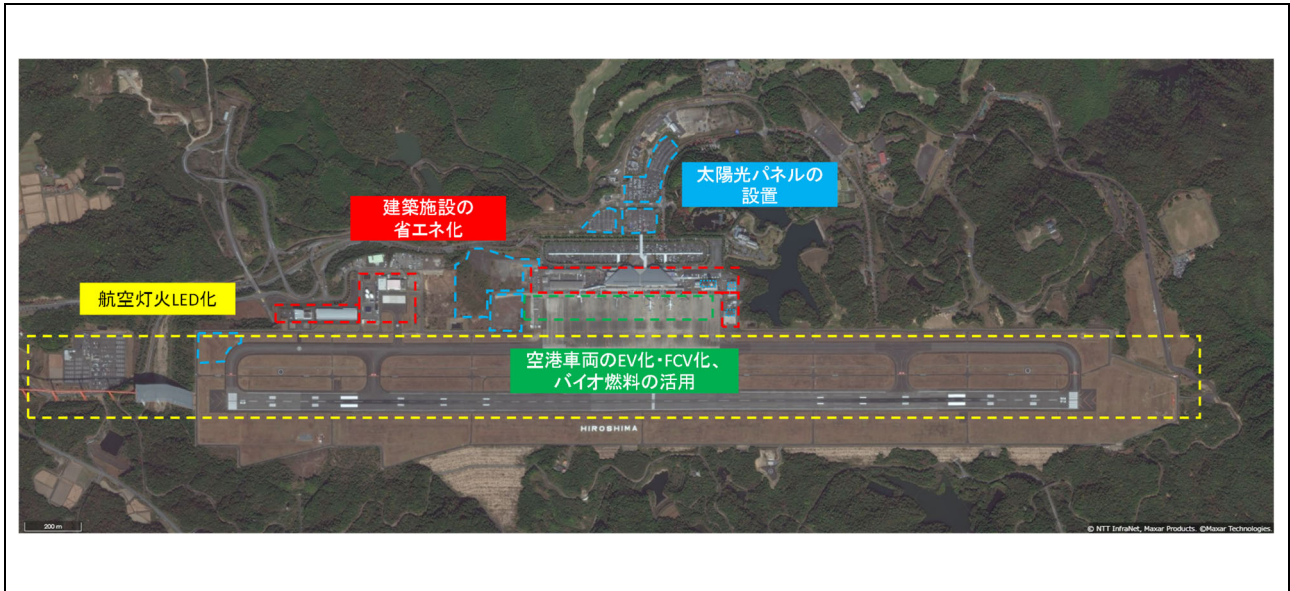 太陽光パネルの
設置
建築施設の
省エネ化
航空灯火LED化
空港車両のEV化・FCV化、
バイオ燃料の活用
HIROSHIMA
200 m
© NTT InfraNet, Maxar Products. ©Maxar Technologies.